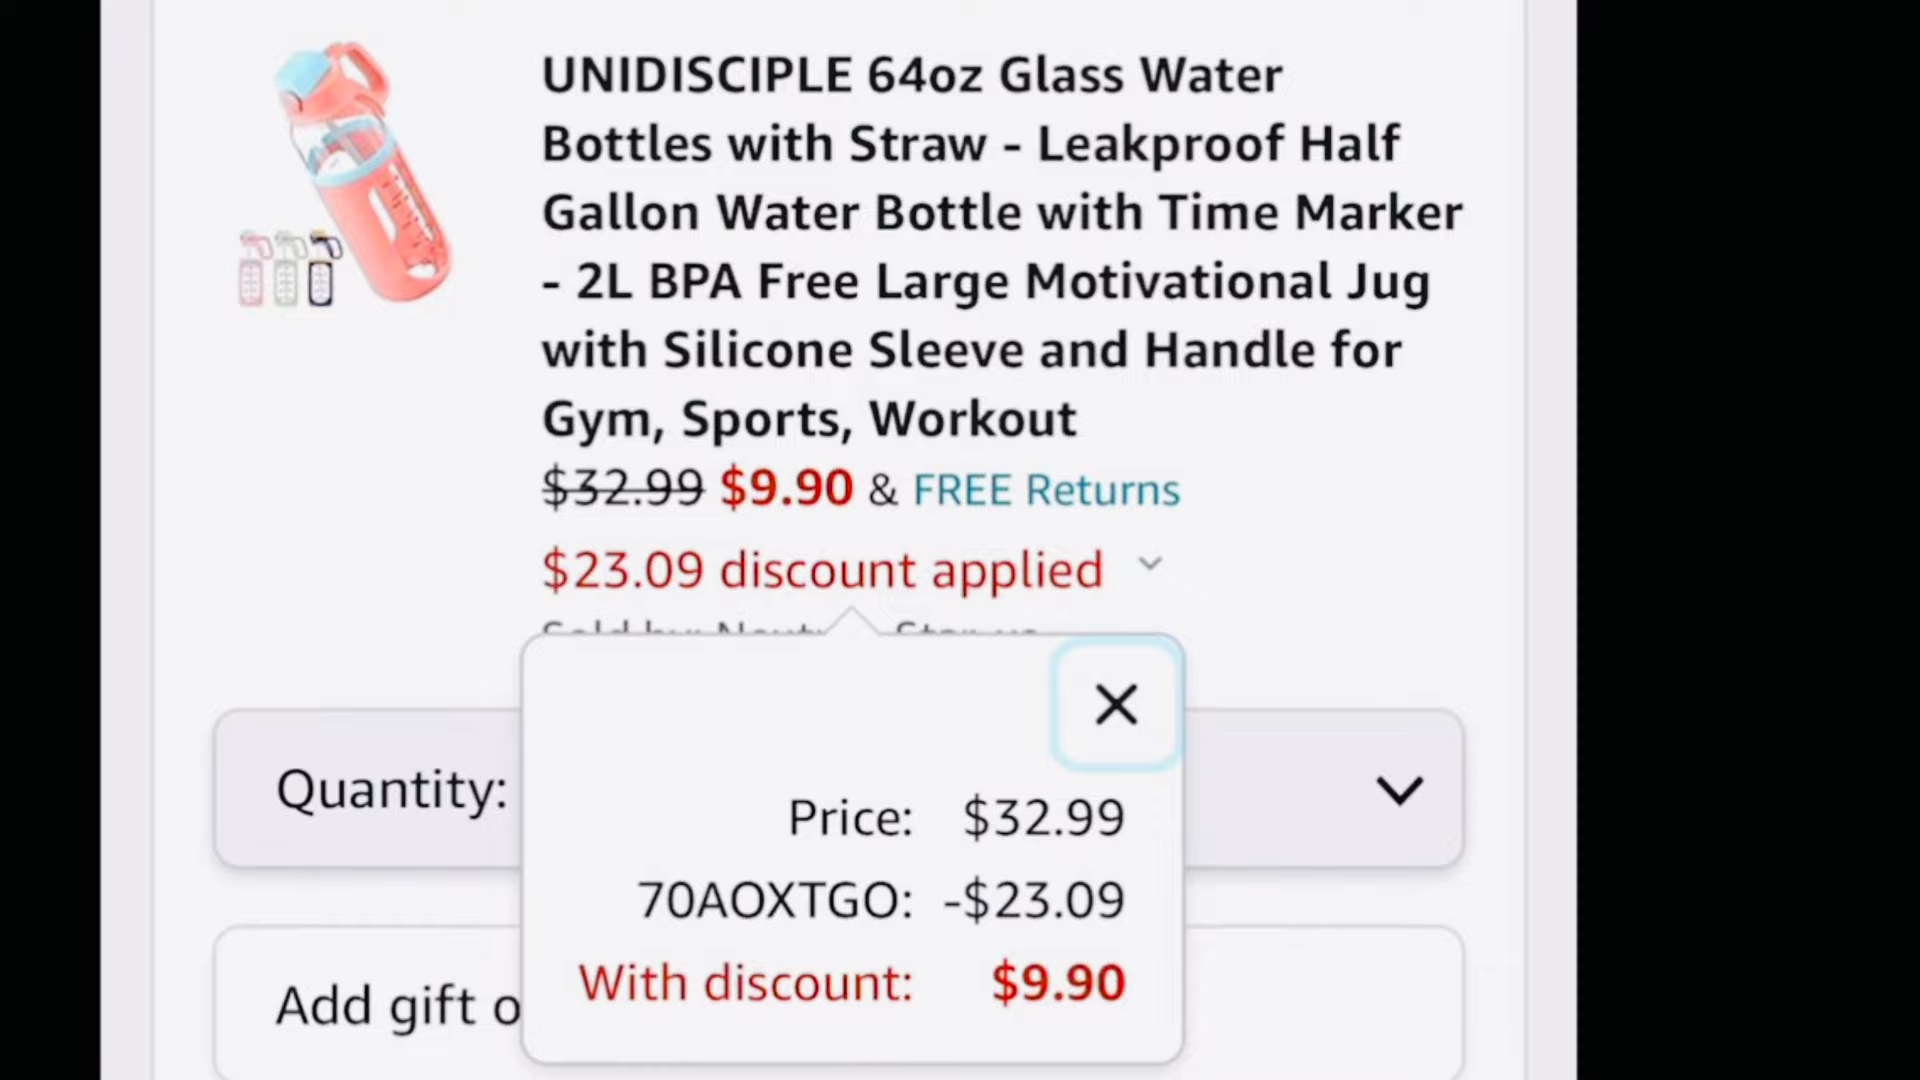 UNIDISCIPLE 64oz Glass Water
Bottles with Straw - Leakproof Half
Gallon Water Bottle with Time Marker
- 2L BPA Free Large Motivational Jug
with Silicone Sleeve and Handle for
Gym, Sports, Workout
$32.99 $9.90 & FREE Returns
$23.09 discount applied
Sold by:
Quantity:
Price: $32.99
70AOXTGO: -$23.09
With discount: $9.90
Add gift o